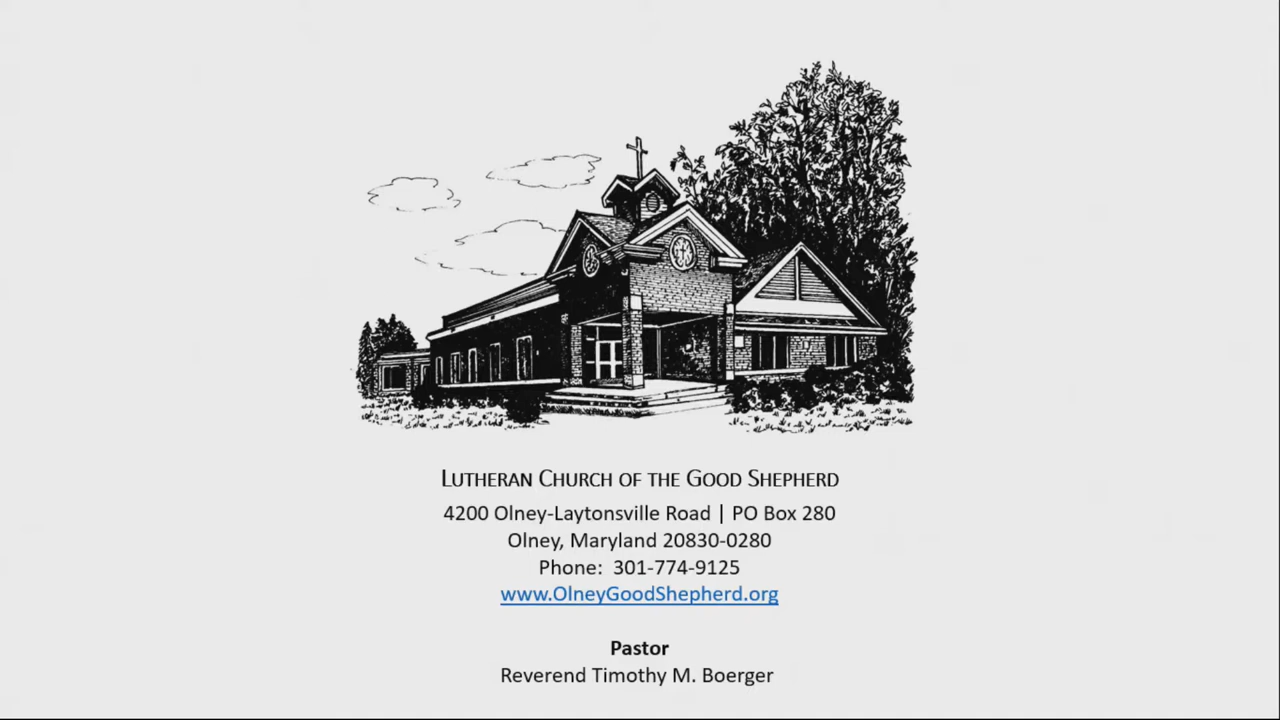 LUTHERAN CHURCH OF THE GOOD SHEPHERD
4200 Olney-Laytonsville Road | PO Box 280
Olney, Maryland 20830-0280
Phone:  301-774-9125
www.OlneyGoodShepherd.org
Pastor
Reverend Timothy M. Boerger